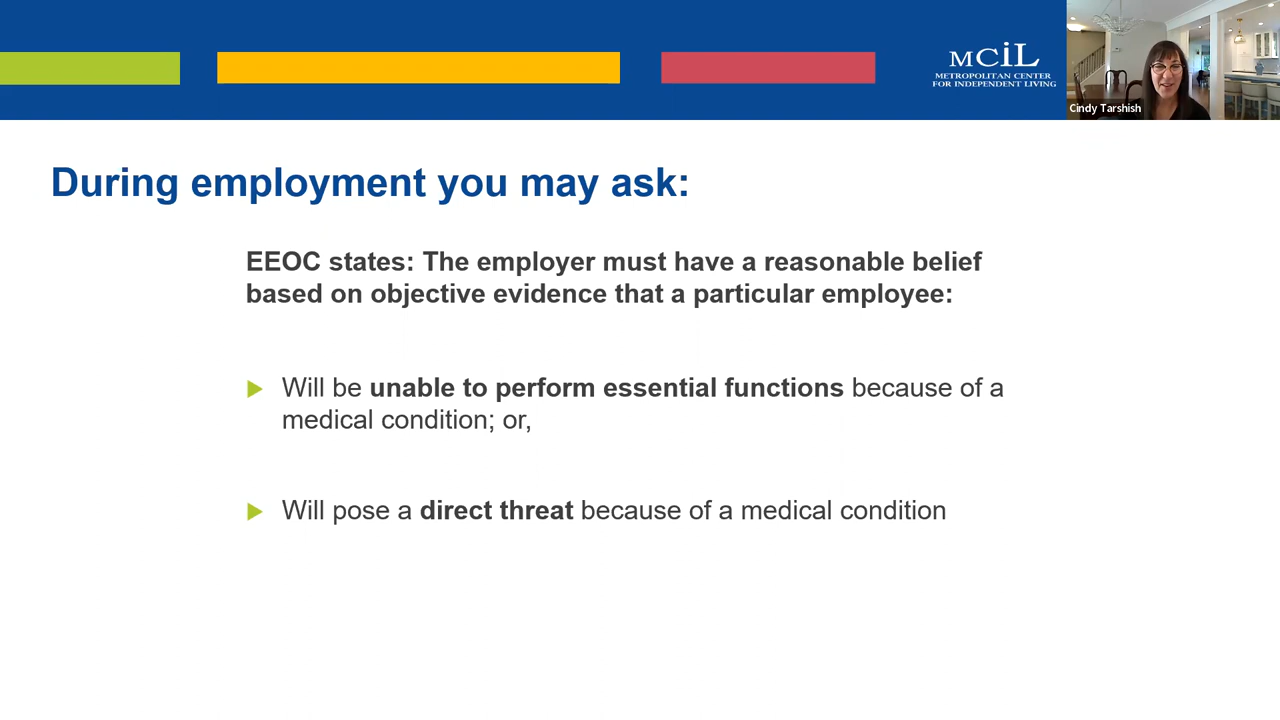 MCiL
METROPOLITAN CENTER
FOR INDEPENDENT LIVING
Cindy Tarshish
During employment you may ask:
EEOC states: The employer must have a reasonable belief
based on objective evidence that a particular employee:
Will be unable to perform essential functions because of a
medical condition; or,
Will pose a direct threat because of a medical condition